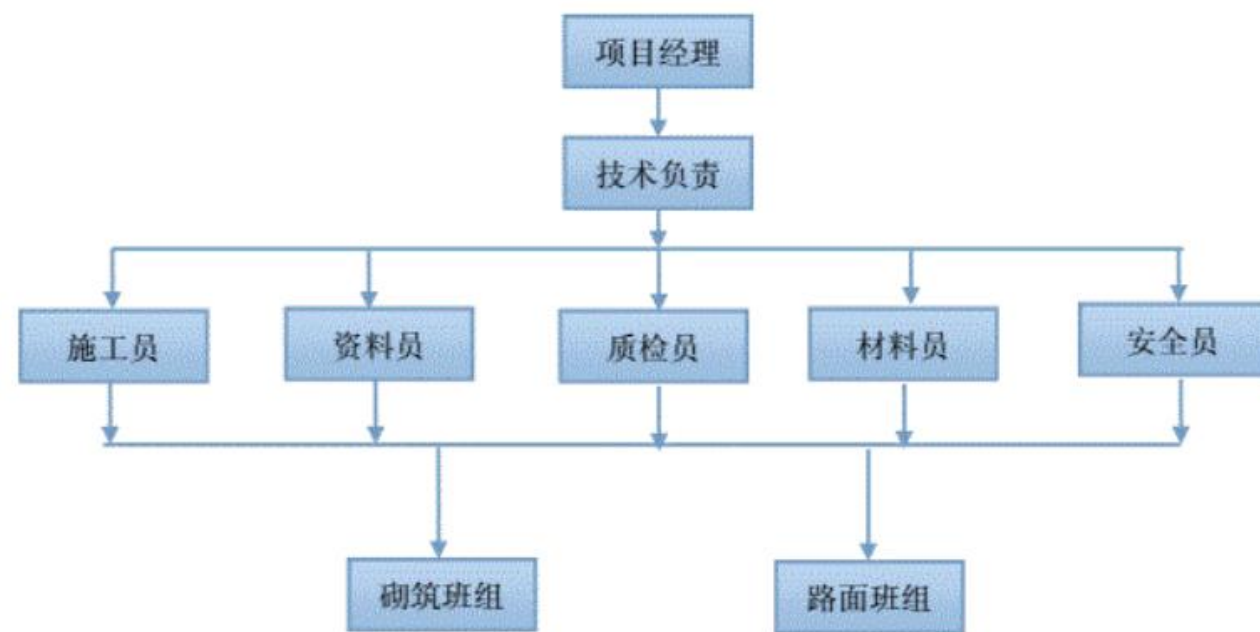 项目经理
技术负责
施工员
资料员
质检员
材料员
安全员
砌筑班组
路面班组